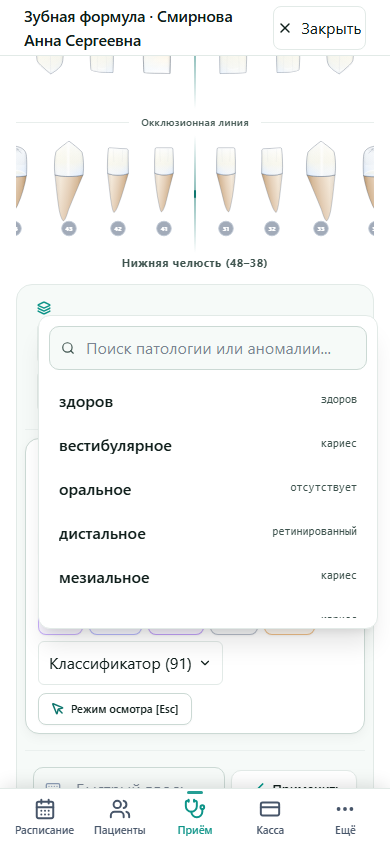 Зубная формула · Смирнова
Анна Сергеевна
Закрыть
Окклюзионная линия
43 42 41 31 32 33
Нижняя челюсть (48–38)
Поиск патологии или аномалии...
здоров здоров
вестибулярное кариес
оральное отсутствует
дистальное ретинированный
мезиальное кариес
Классификатор (91)
Режим осмотра [Esc]
Расписание Пациенты Приём Касса Ещё